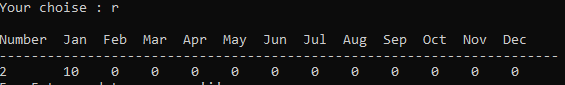 Your choise : r
Number Jan Feb Mar Apr May Jun Jul Aug Sep Oct Nov Dec
--------------------------------------------------------------------------------
2 10 0 0 0 0 0 0 0 0 0 0 0